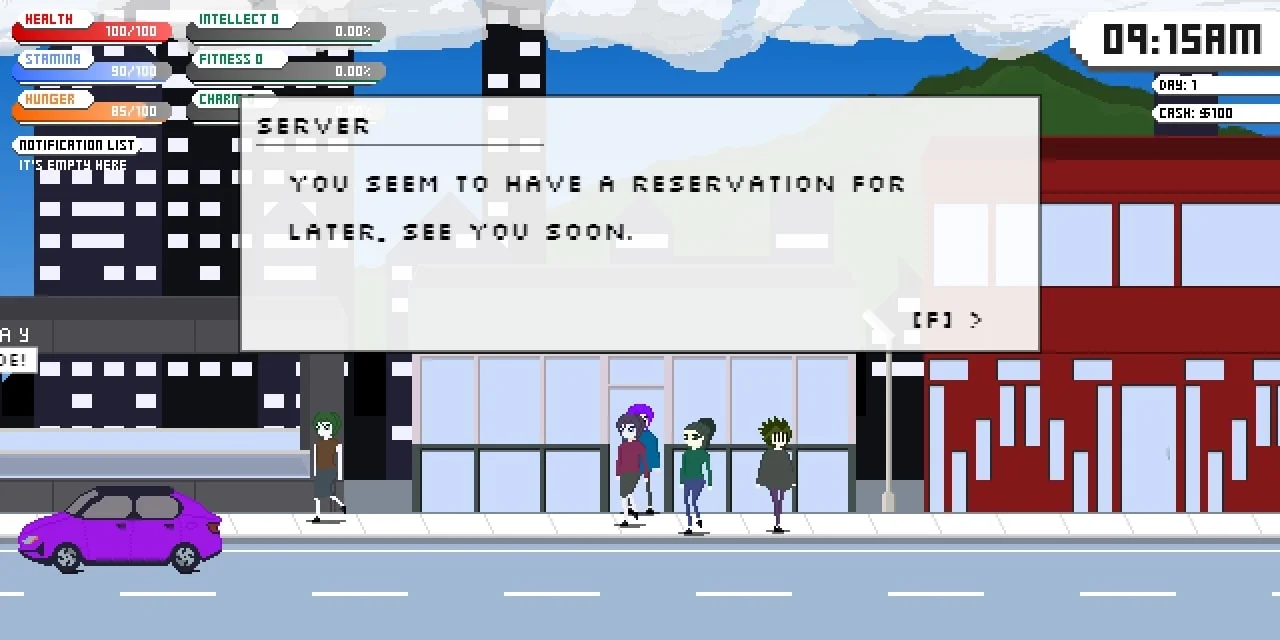 HEALTH
100/100
INTELLECT 0
0.00%
STAMINA
90/100
FITNESS 0
0.00%
HUNGER
85/100
NOTIFICATION LIST
IT'S EMPTY HERE
09:15AM
DAY: 1
CASH: $100
SERVER
YOU SEEM TO HAVE A RESERVATION FOR
LATER. SEE YOU SOON.
[F] >